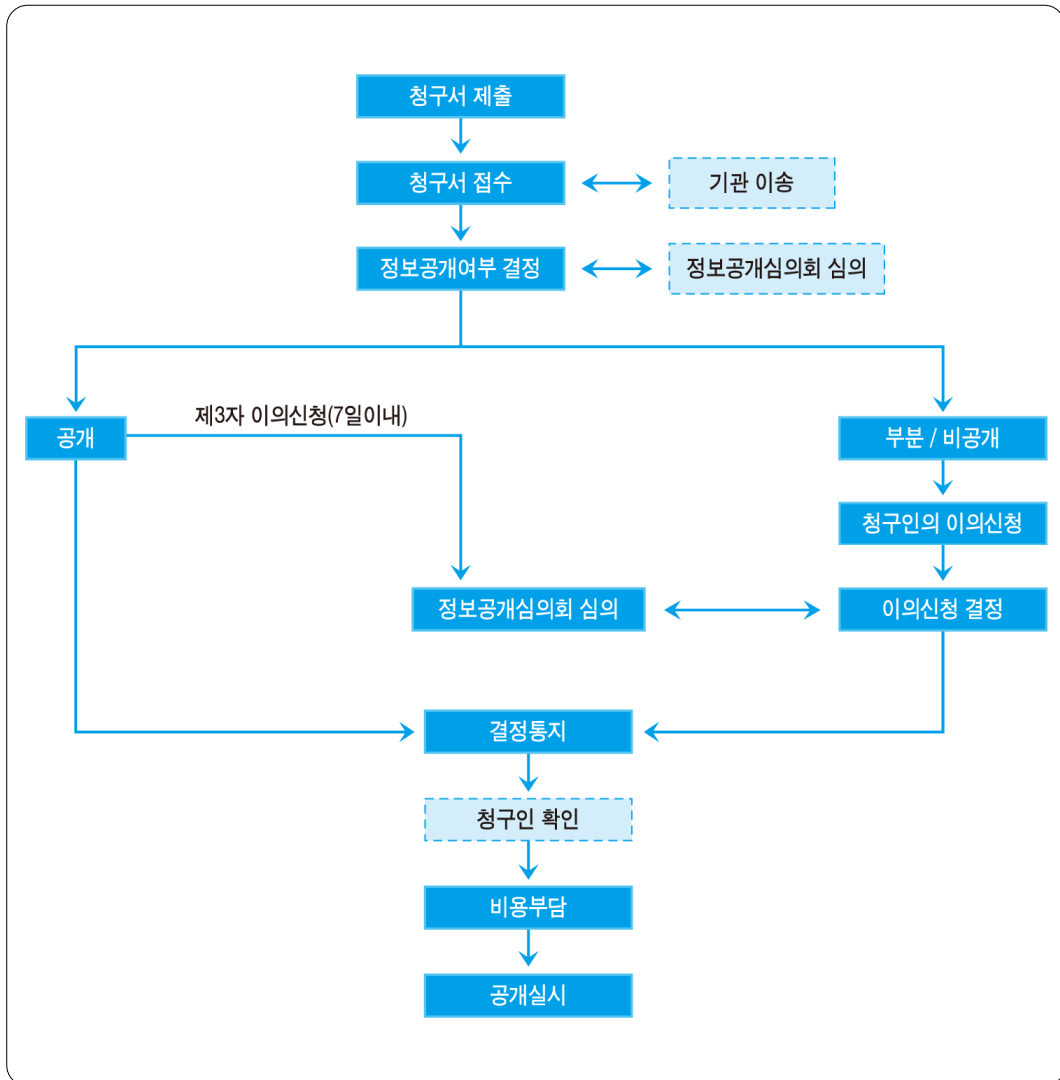 청구서 제출
청구서 접수
기관 이송
정보공개여부 결정
정보공개심의회 심의
제3자 이의신청(7일이내)
공개
부분 / 비공개
청구인의 이의신청
정보공개심의회 심의
이의신청 결정
결정통지
청구인 확인
비용부담
공개실시